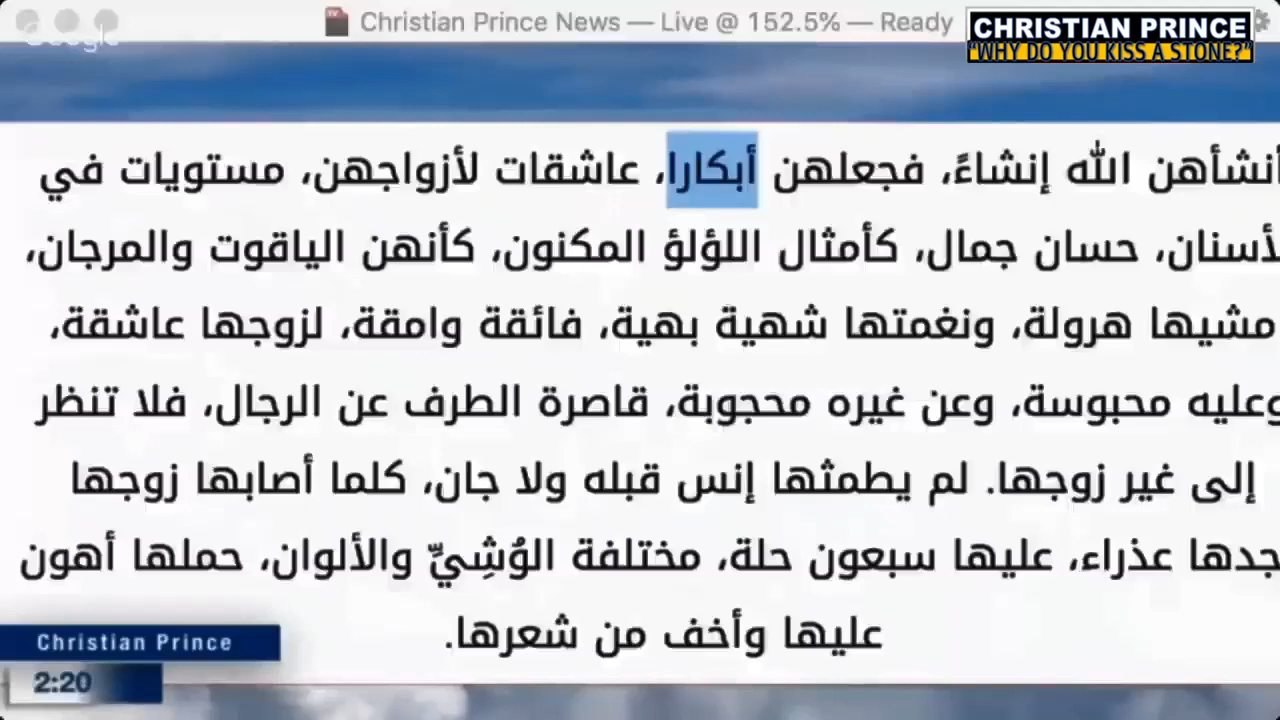 Christian Prince News — Live @ 152.5% — Ready
Google
CHRISTIAN PRINCE
"WHY DO YOU KISS A STONE?"
أنشأهن الله إنشاءً، فجعلهن أبكارا، عاشقات لأزواجهن، مستويات في
لأسنان، حسان جمال، كأمثال اللؤلؤ المكنون، كأنهن الياقوت والمرجان،
مشيها هرولة، ونغمتها شهية بهية، فائقة وامقة، لزوجها عاشقة،
وعليه محبوسة، وعن غيره محجوبة، قاصرة الطرف عن الرجال، فلا تنظر
إلى غير زوجها. لم يطمثها إنس قبله ولا جان، كلما أصابها زوجها
جدها عذراء، عليها سبعون حلة، مختلفة الوُشِيِّ والألوان، حملها أهون
عليها وأخف من شعرها.
Christian Prince
2:20